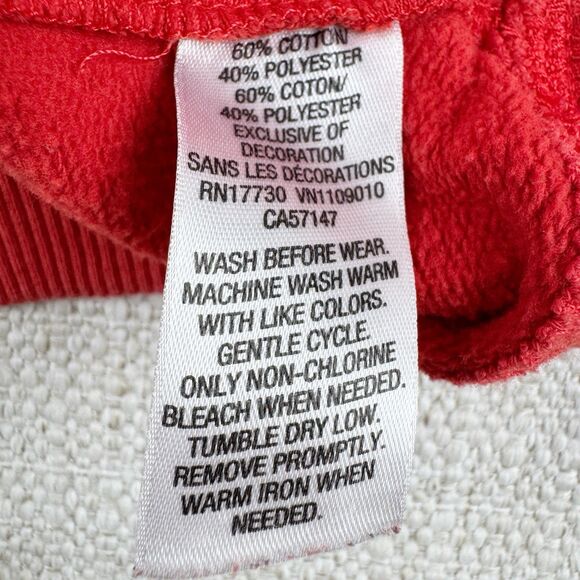 60% COTTON/
40% POLYESTER
60% COTON/
40% POLYESTER
EXCLUSIVE OF
DECORATION
SANS LES DÉCORATIONS
RN17730 VN1109010
CA57147
WASH BEFORE WEAR.
MACHINE WASH WARM
WITH LIKE COLORS.
GENTLE CYCLE.
ONLY NON-CHLORINE
BLEACH WHEN NEEDED.
TUMBLE DRY LOW.
REMOVE PROMPTLY.
WARM IRON WHEN
NEEDED.